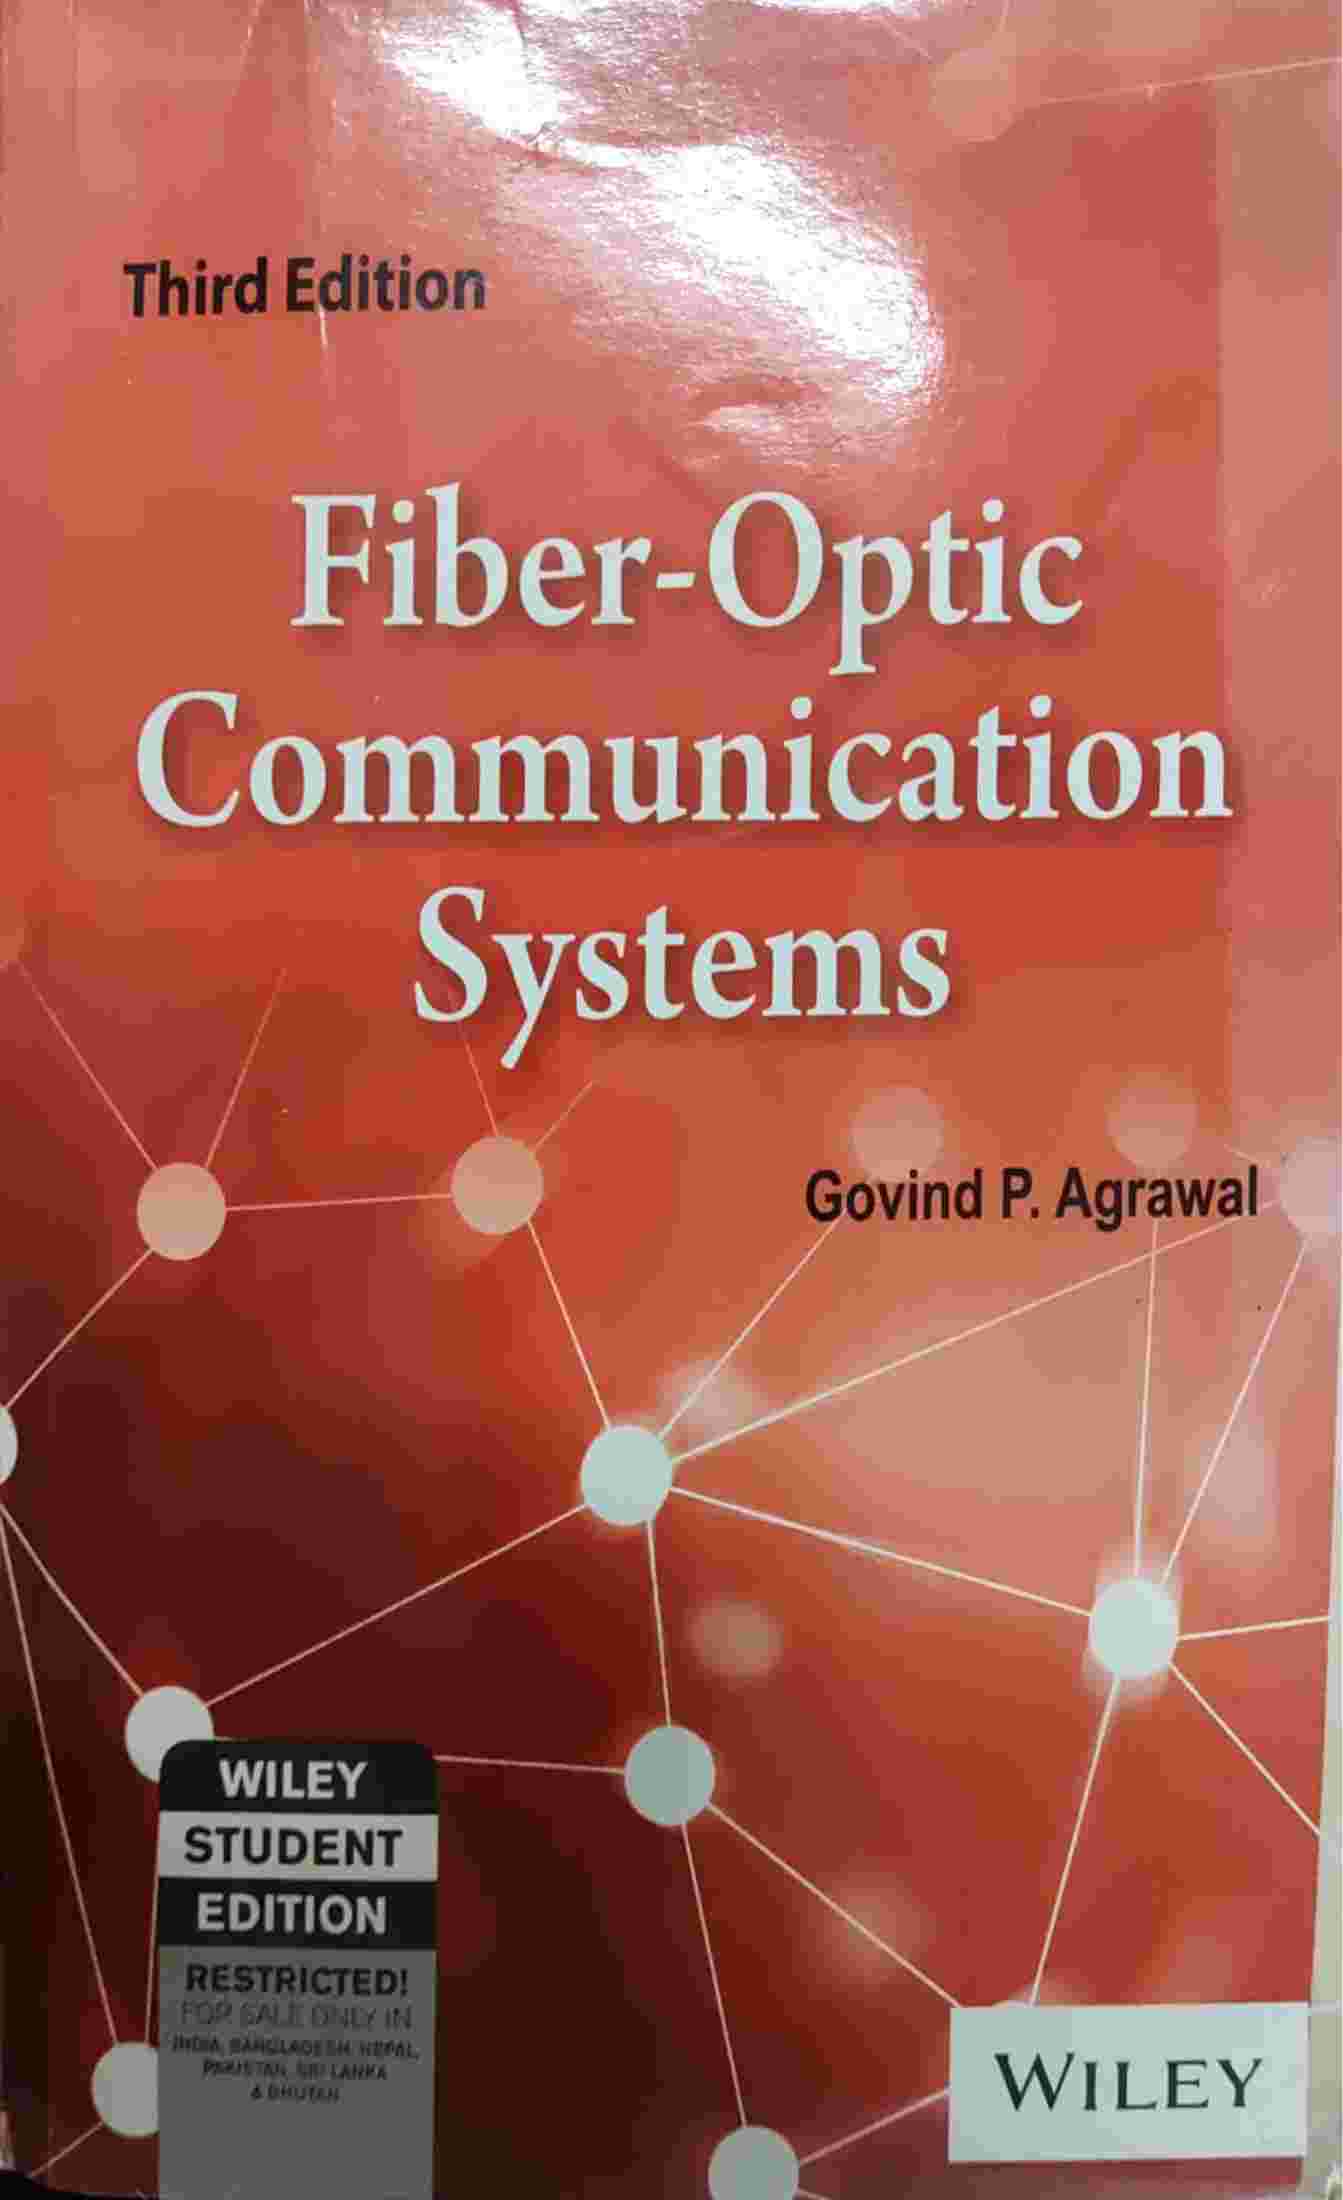 Third Edition
Fiber-Optic
Communication
Systems
Govind P. Agrawal
WILEY
STUDENT
EDITION
RESTRICTED!
FOR SALE ONLY IN
INDIA, BANGLADESH, NEPAL,
PAKISTAN, SRI LANKA
& BHUTAN
WILEY